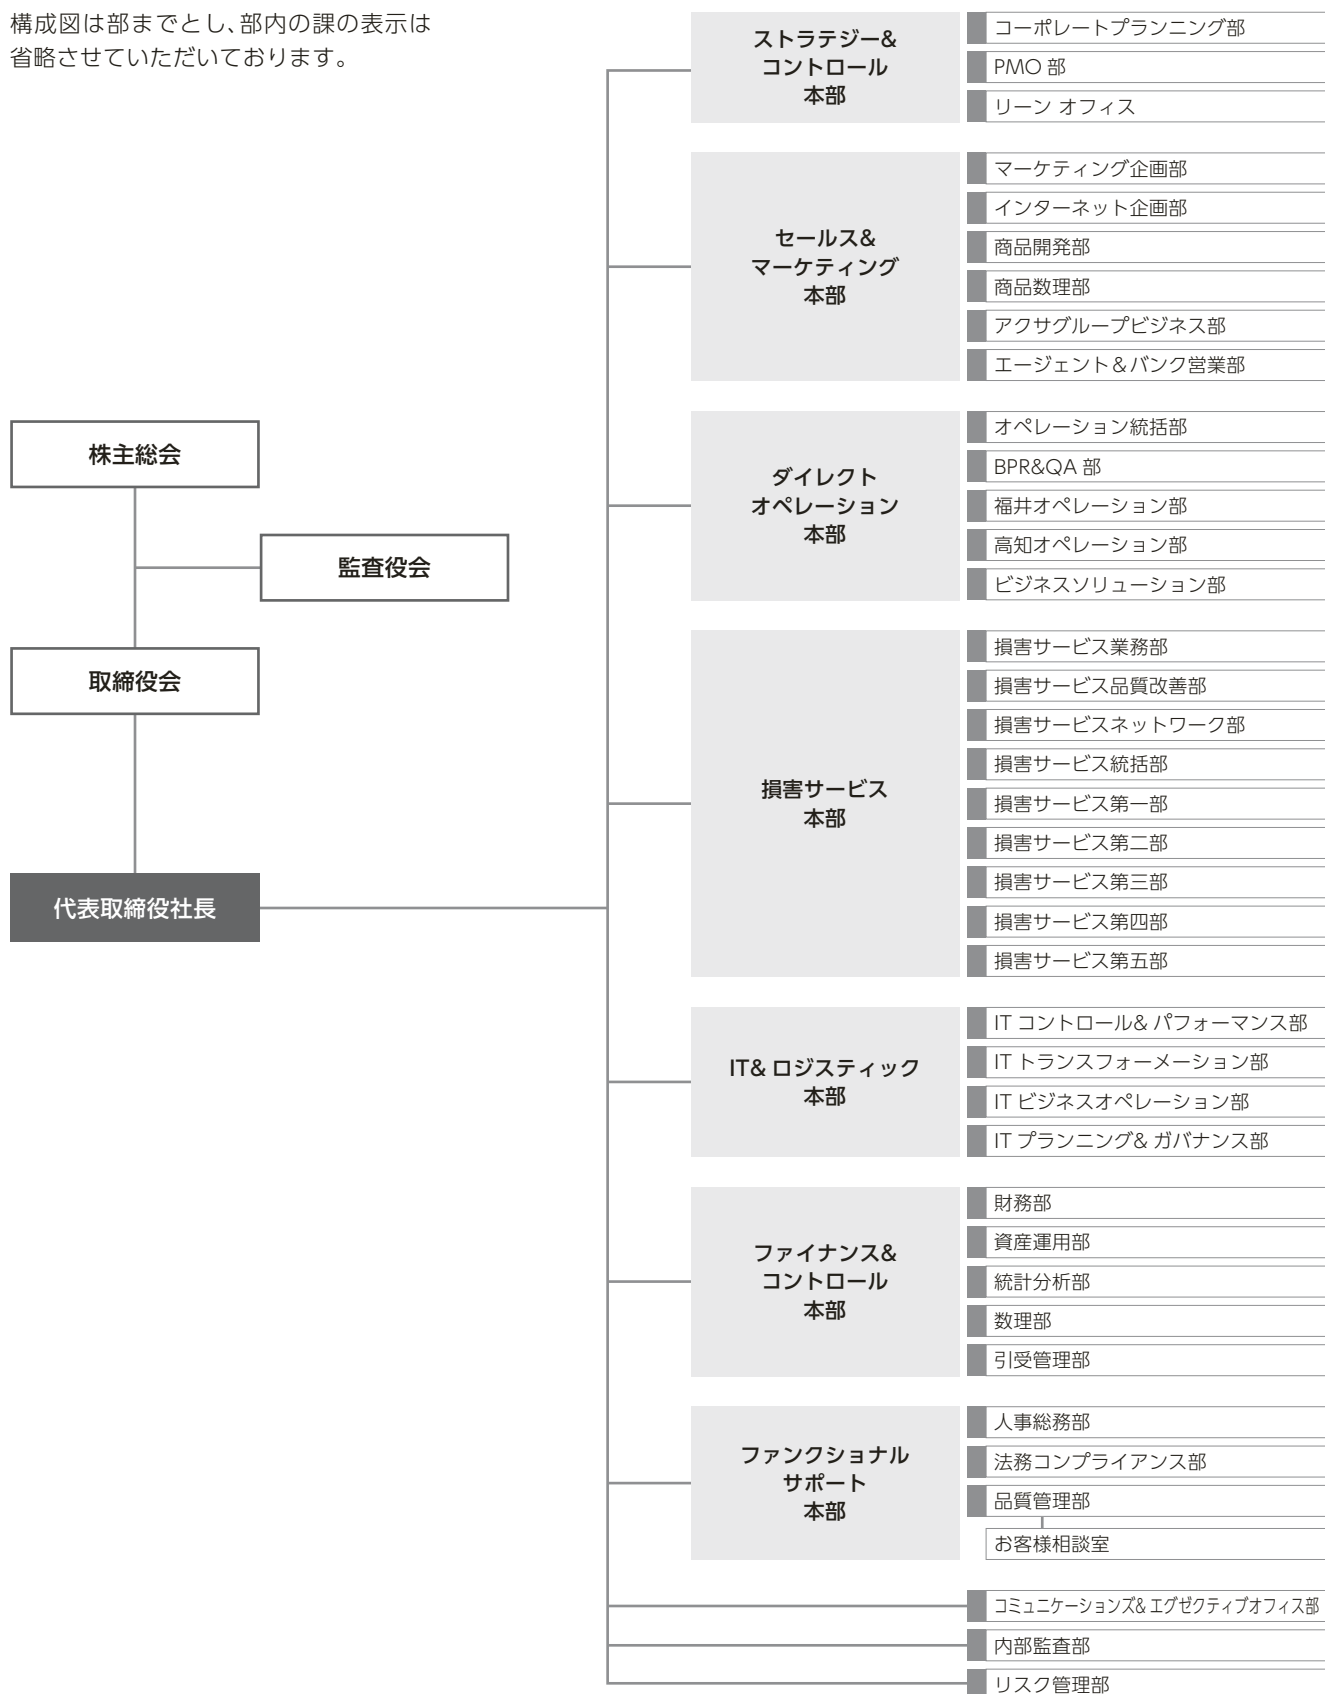 構成図は部までとし、部内の課の表示は
省略させていただいております。
株主総会
監査役会
取締役会
代表取締役社長
ストラテジー&
コントロール
本部
コーポレートプランニング部
PMO 部
リーン オフィス
セールス&
マーケティング
本部
マーケティング企画部
インターネット企画部
商品開発部
商品数理部
アクサグループビジネス部
エージェント＆バンク営業部
ダイレクト
オペレーション
本部
オペレーション統括部
BPR&QA 部
福井オペレーション部
高知オペレーション部
ビジネスソリューション部
損害サービス
本部
損害サービス業務部
損害サービス品質改善部
損害サービスネットワーク部
損害サービス統括部
損害サービス第一部
損害サービス第二部
損害サービス第三部
損害サービス第四部
損害サービス第五部
IT& ロジスティック
本部
IT コントロール& パフォーマンス部
IT トランスフォーメーション部
IT ビジネスオペレーション部
IT プランニング& ガバナンス部
ファイナンス&
コントロール
本部
財務部
資産運用部
統計分析部
数理部
引受管理部
ファンクショナル
サポート
本部
人事総務部
法務コンプライアンス部
品質管理部
お客様相談室
コミュニケーションズ& エグゼクティブオフィス部
内部監査部
リスク管理部